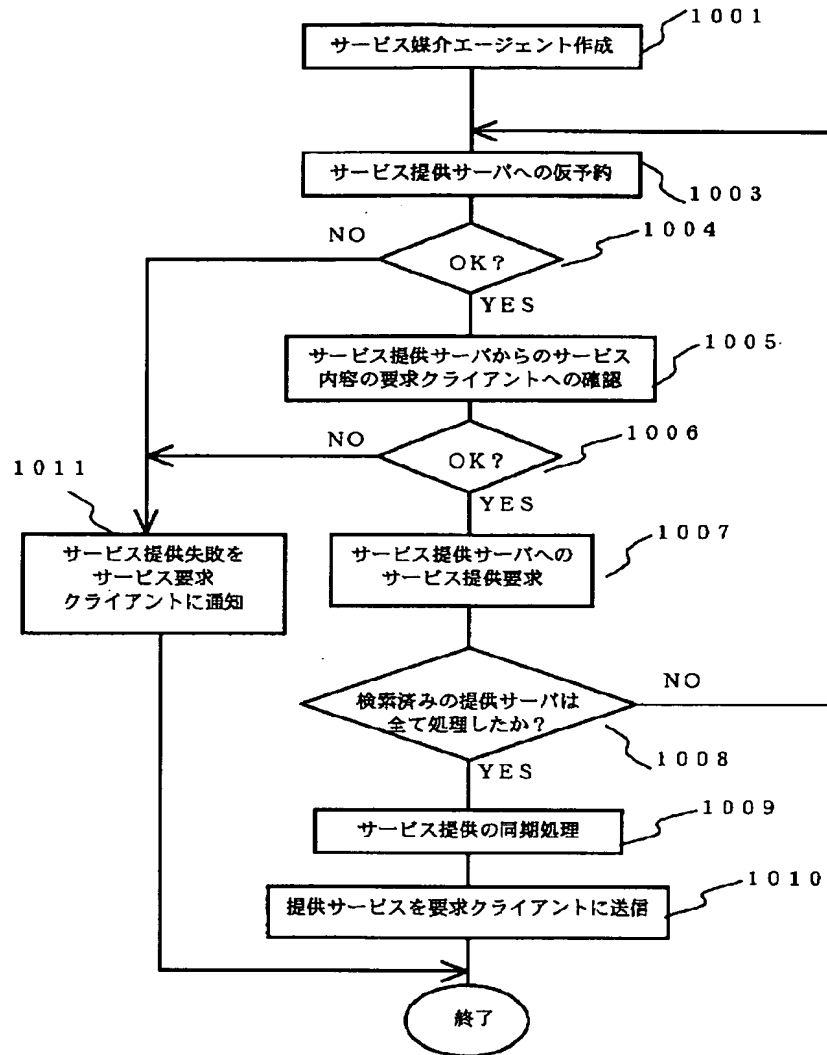 1001
サービス媒介エージェント作成
サービス提供サーバへの仮予約
1003
NO
1004
OK?
YES
サービス提供サーバからのサービス
内容の要求クライアントへの確認
1005
NO
1006
OK?
YES
1011
サービス提供失敗を
サービス要求
クライアントに通知
サービス提供サーバへの
サービス提供要求
1007
検索済みの提供サーバは
全て処理したか?
NO
1008
YES
サービス提供の同期処理
1009
提供サービスを要求クライアントに送信
1010
終了